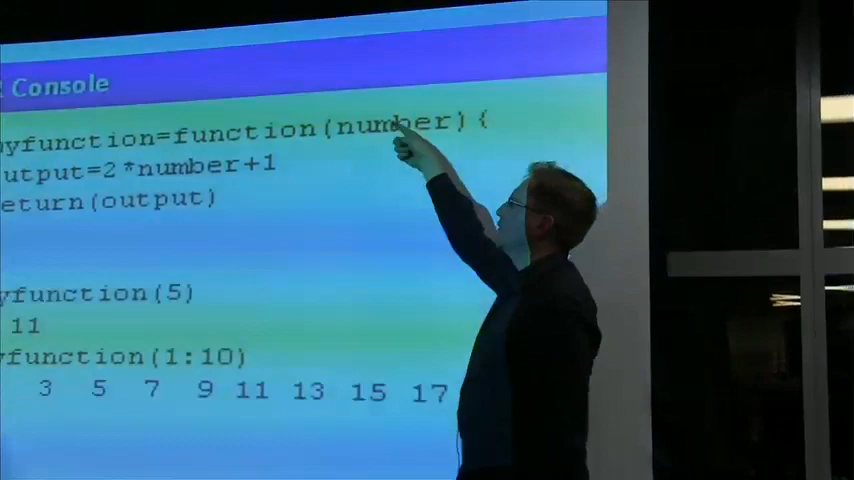 R Console
yfunction=function(number){
utput=2*number+1
eturn(output)
yfunction(5)
11
yfunction(1:10)
3 5 7 9 11 13 15 17